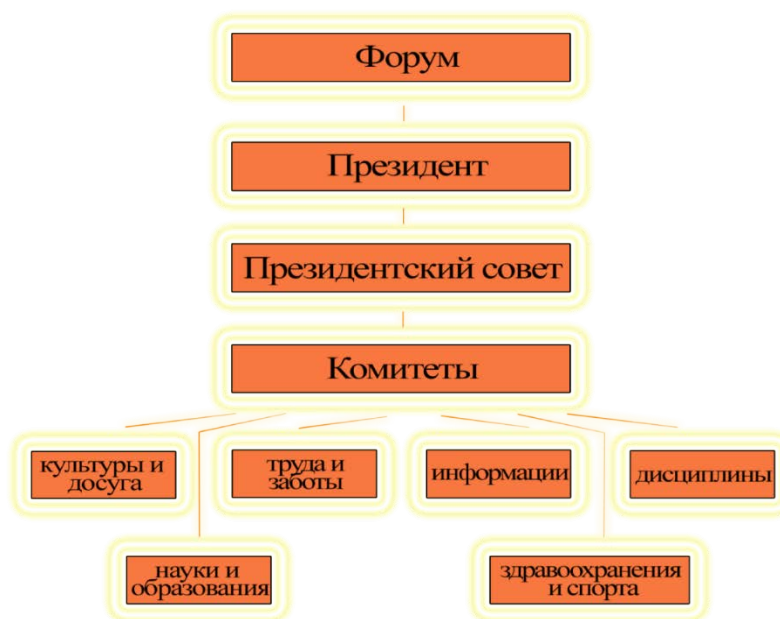 Форум
Президент
Президентский совет
Комитеты
культуры и
досуга
труда и
заботы
информации
дисциплины
науки и
образования
здравоохранения
и спорта